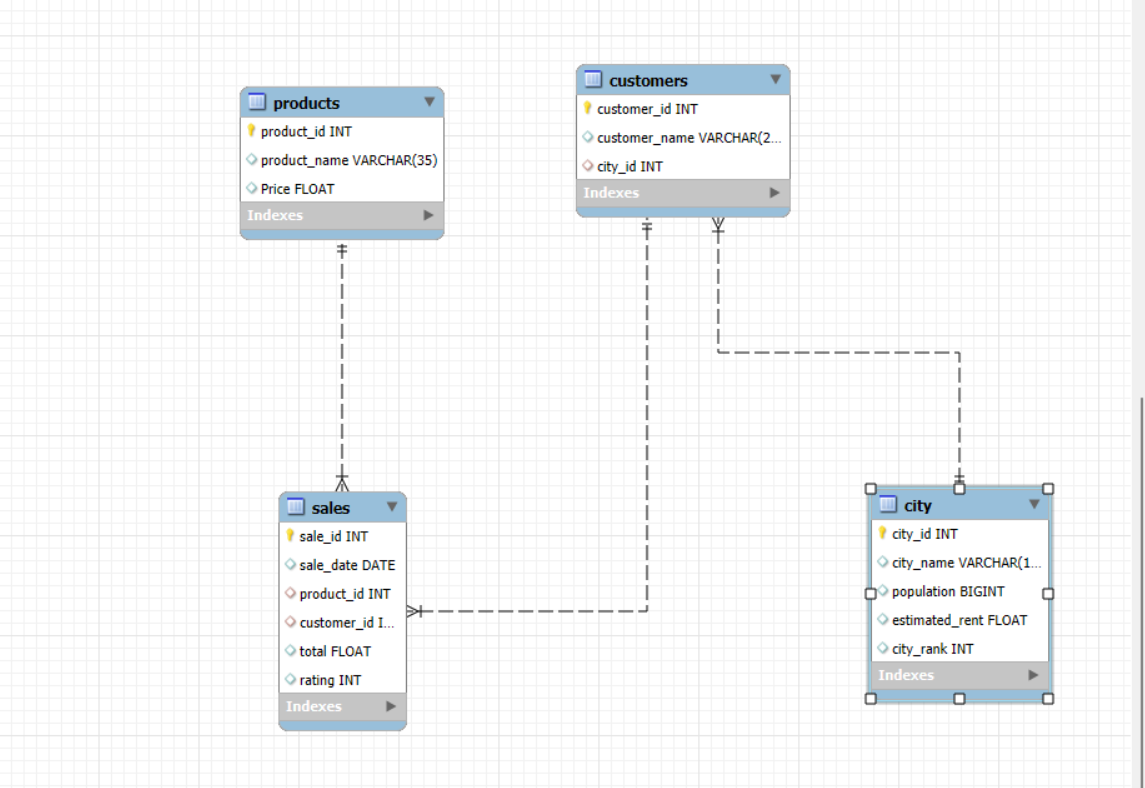 products
product_id INT
product_name VARCHAR(35)
Price FLOAT
Indexes
customers
customer_id INT
customer_name VARCHAR(2...
city_id INT
Indexes
sales
sale_id INT
sale_date DATE
product_id INT
customer_id I...
total FLOAT
rating INT
Indexes
city
city_id INT
city_name VARCHAR(1...
population BIGINT
estimated_rent FLOAT
city_rank INT
Indexes